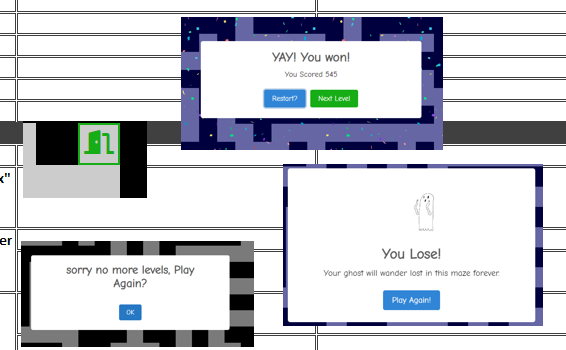 YAY! You won!
You Scored 545
Restart?
Next Level
x"
er
You Lose!
Your ghost will wander lost in this maze forever.
Play Again!
sorry no more levels, Play
Again?
OK